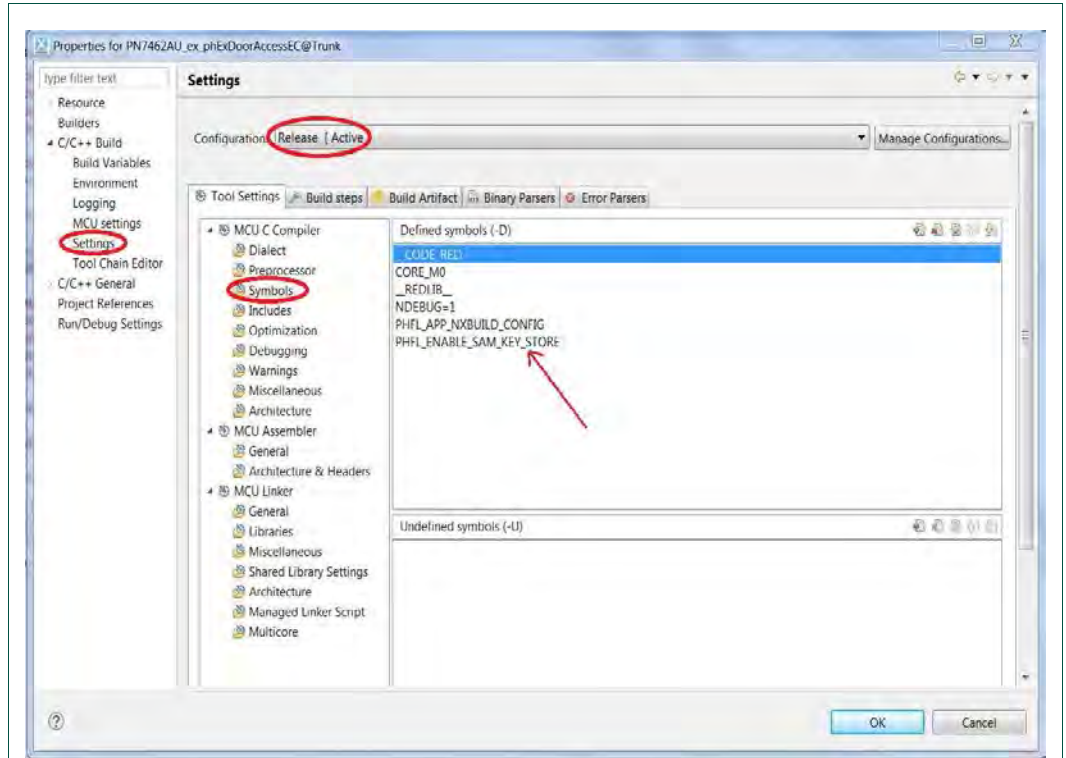 Properties for PN7462AU_ex_phExDoorAccessEC@Trunk
type filter text
Resource
Builders
C/C++ Build
Build Variables
Environment
Logging
MCU settings
Settings
Tool Chain Editor
C/C++ General
Project References
Run/Debug Settings
Settings
Configuration: Release [ Active
Manage Configurations...
Tool Settings
Build steps
Build Artifact
Binary Parsers
Error Parsers
MCU C Compiler
Dialect
Preprocessor
Symbols
Includes
Optimization
Debugging
Warnings
Miscellaneous
Architecture
MCU Assembler
General
Architecture & Headers
MCU Linker
General
Libraries
Miscellaneous
Shared Library Settings
Architecture
Managed Linker Script
Multicore
Defined symbols (-D)
__CODE_RED
CORE_M0
__REDLIB__
NDEBUG=1
PHFL_APP_NXBUILD_CONFIG
PHFL_ENABLE_SAM_KEY_STORE
Undefined symbols (-U)
OK
Cancel